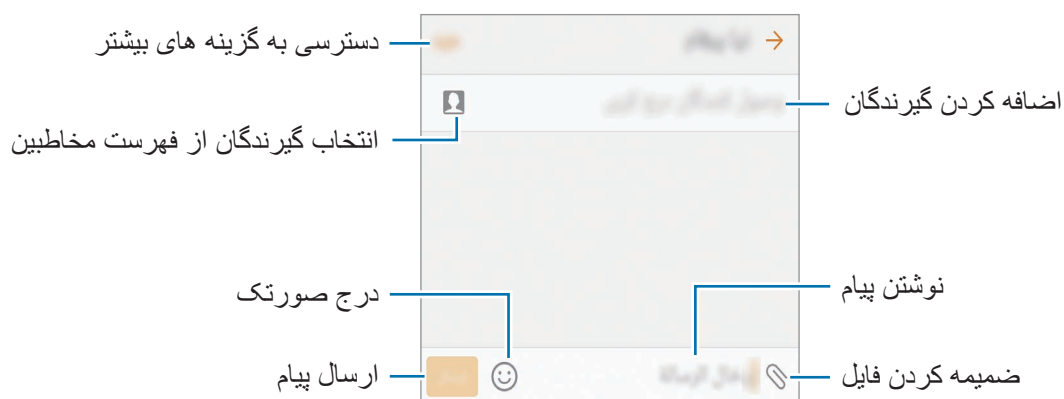 دسترسی به گزینه های بیشتر
اضافه کردن گیرندگان
انتخاب گیرندگان از فهرست مخاطبین
نوشتن پیام
درج صورتک
ضمیمه کردن فایل
ارسال پیام